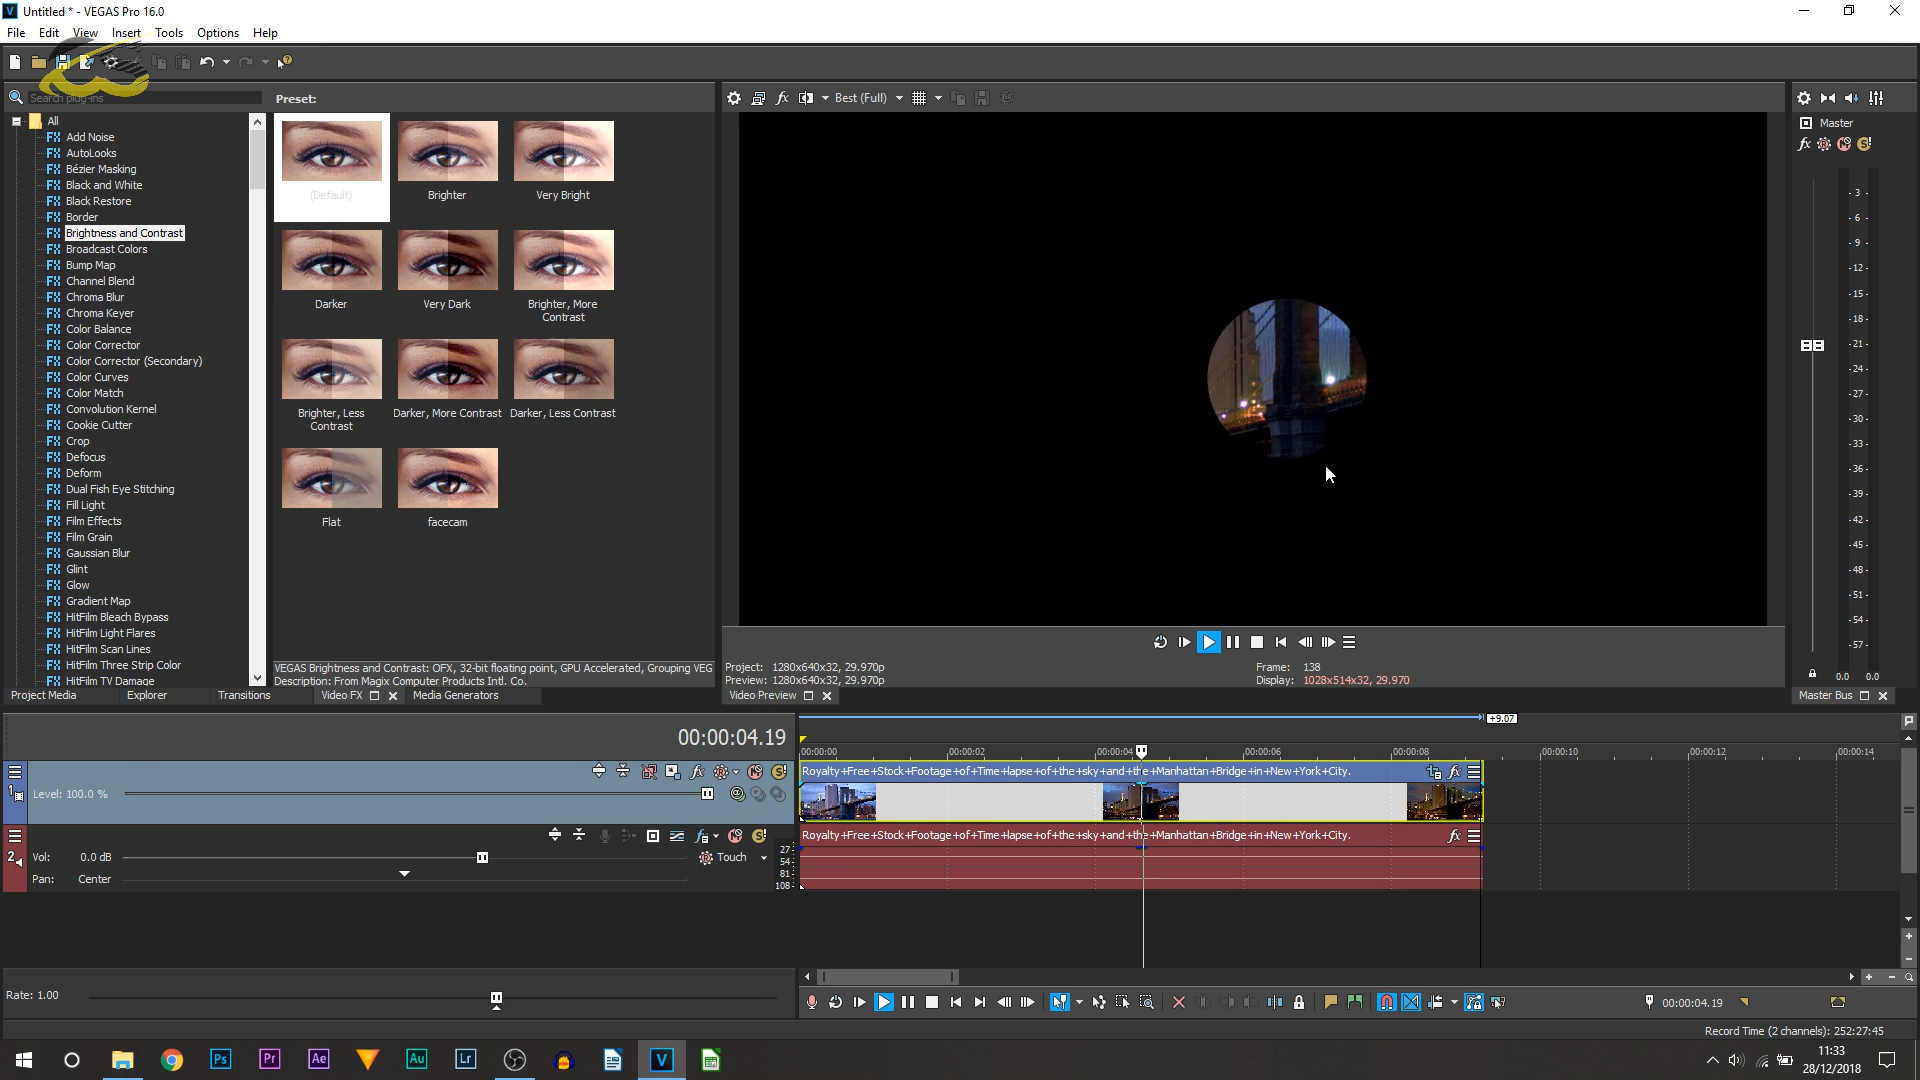 Untitled * - VEGAS Pro 16.0
File Edit View Insert Tools Options Help
Search plug-ins
Preset:
Best (Full)
All
Add Noise
AutoLooks
Bézier Masking
Black and White
Black Restore
Border
Brightness and Contrast
Broadcast Colors
Bump Map
Channel Blend
Chroma Blur
Chroma Keyer
Color Balance
Color Corrector
Color Corrector (Secondary)
Color Curves
Color Match
Convolution Kernel
Cookie Cutter
Crop
Defocus
Deform
Dual Fish Eye Stitching
Fill Light
Film Effects
Film Grain
Gaussian Blur
Glint
Glow
Gradient Map
HitFilm Bleach Bypass
HitFilm Light Flares
HitFilm Scan Lines
HitFilm Three Strip Color
HitFilm TV Damage
(Default) Brighter Very Bright
Darker Very Dark Brighter, More
Contrast
Brighter, Less
Contrast
Darker, More Contrast Darker, Less Contrast
Flat facecam
VEGAS Brightness and Contrast: OFX, 32-bit floating point, GPU Accelerated, Grouping VEG
Description: From Magix Computer Products Intl. Co.
Project Media Explorer Transitions Video FX Media Generators
Project: 1280x640x32, 29.970p
Preview: 1280x640x32, 29.970p
Frame: 138
Display: 1028x514x32, 29.970
Video Preview
Master
- 3 -
- 6 -
- 9 -
- 12 -
- 15 -
- 18 -
- 21 -
- 24 -
- 27 -
- 30 -
- 33 -
- 36 -
- 39 -
- 42 -
- 45 -
- 48 -
- 51 -
- 54 -
- 57 -
0.0 0.0
Master Bus
00:00:04.19
+9.07
00:00:00 00:00:02 00:00:04 00:00:06 00:00:08 00:00:10 00:00:12 00:00:14
1
Level: 100.0 %
Royalty+Free+Stock+Footage+of+Time+lapse+of+the+sky+and+the+Manhattan+Bridge+in+New+York+City.
2
Vol: 0.0 dB
Touch
Pan: Center
27
54
81
108
Royalty+Free+Stock+Footage+of+Time+lapse+of+the+sky+and+the+Manhattan+Bridge+in+New+York+City.
Rate: 1.00
00:00:04.19
Record Time (2 channels): 252:27:45
Ps Pr Ae Au Lr V
11:33
28/12/2018